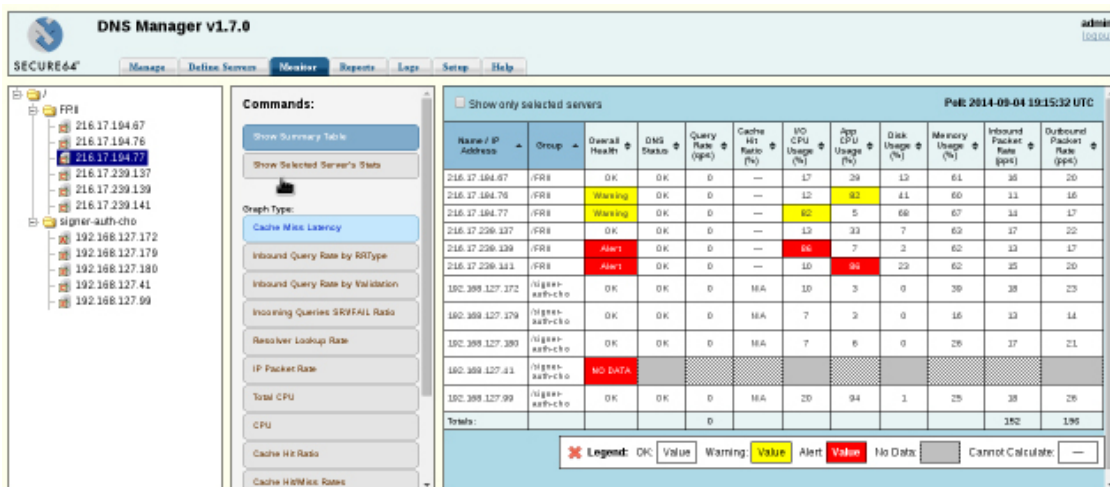 DNS Manager v1.7.0
admin
logou
SECURE64
Manage Define Servers Monitor Reports Logs Setup Help
/
FRII
216.17.194.67
216.17.194.76
216.17.194.77
216.17.239.137
216.17.239.139
216.17.239.141
signer-auth-cho
192.168.127.172
192.168.127.179
192.168.127.180
192.168.127.41
192.168.127.99
Commands:
Show Summary Table
Show Selected Server's Stats
Graph Type:
Cache Miss Latency
Inbound Query Rate by RRType
Inbound Query Rate by Validation
Incoming Queries SRVFAIL Ratio
Resolver Lookup Rate
IP Packet Rate
Total CPU
CPU
Cache Hit Ratio
Cache Hit/Miss Rates
Show only selected servers Poll: 2014-09-04 19:15:32 UTC
Name / IP Address Group Overall Health DNS Status Query Rate (qps) Cache Hit Ratio (%) I/O CPU Usage (%) App CPU Usage (%) Disk Usage (%) Memory Usage (%) Inbound Packet Rate (pps) Outbound Packet Rate (pps)
216.17.194.67 /FRII OK OK 0 — 17 29 13 61 16 20
216.17.194.76 /FRII Warning OK 0 — 12 82 41 60 11 16
216.17.194.77 /FRII Warning OK 0 — 82 5 68 67 14 17
216.17.239.137 /FRII OK OK 0 — 13 33 7 63 17 22
216.17.239.139 /FRII Alert OK 0 — 86 7 2 62 13 17
216.17.239.141 /FRII Alert OK 0 — 10 86 23 62 15 20
192.168.127.172 /signer-auth-cho OK OK 0 N/A 10 3 0 39 18 23
192.168.127.179 /signer-auth-cho OK OK 0 N/A 7 3 0 16 13 14
192.168.127.180 /signer-auth-cho OK OK 0 N/A 7 6 0 26 17 21
192.168.127.41 /signer-auth-cho NO DATA
192.168.127.99 /signer-auth-cho OK OK 0 N/A 20 94 1 25 18 26
Totals: 0 152 196
Legend: OK: Value Warning: Value Alert: Value No Data: Cannot Calculate: —